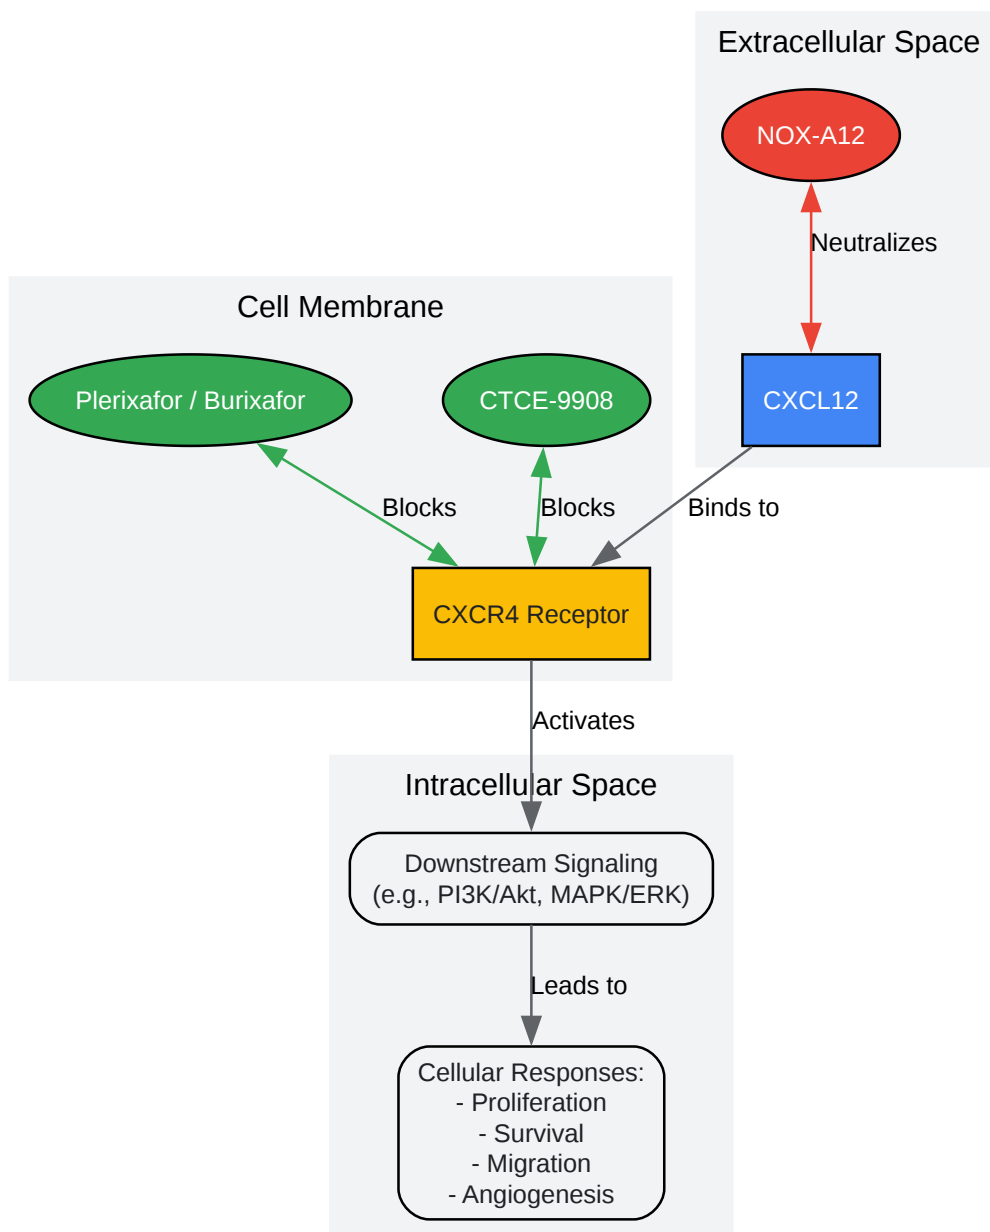 Extracellular Space
NOX-A12
Neutralizes
Cell Membrane
Plerixafor / Burixafor
CTCE-9908
CXCL12
Blocks
Blocks
Binds to
CXCR4 Receptor
Activates
Intracellular Space
Downstream Signaling
(e.g., PI3K/Akt, MAPK/ERK)
Leads to
Cellular Responses:
- Proliferation
- Survival
- Migration
- Angiogenesis